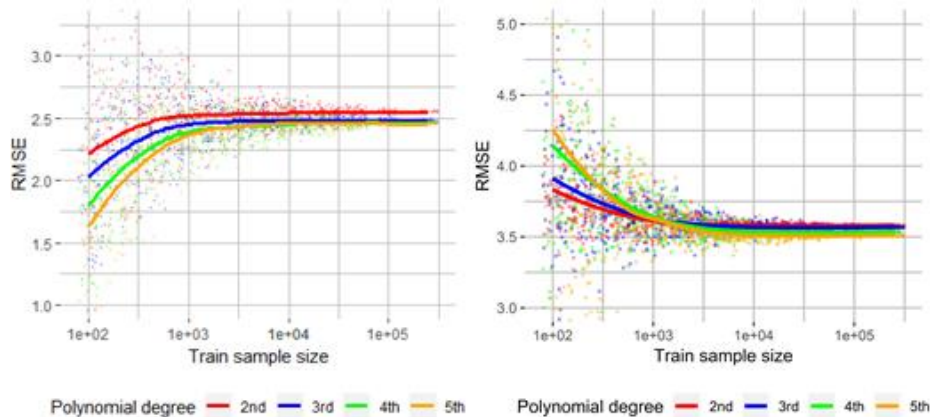 3.0
2.5
2.0
1.5
1.0
RMSE
1e+02 1e+03 1e+04 1e+05
Train sample size
Polynomial degree 2nd 3rd 4th 5th
5.0
4.5
4.0
3.5
3.0
RMSE
1e+02 1e+03 1e+04 1e+05
Train sample size
Polynomial degree 2nd 3rd 4th 5th